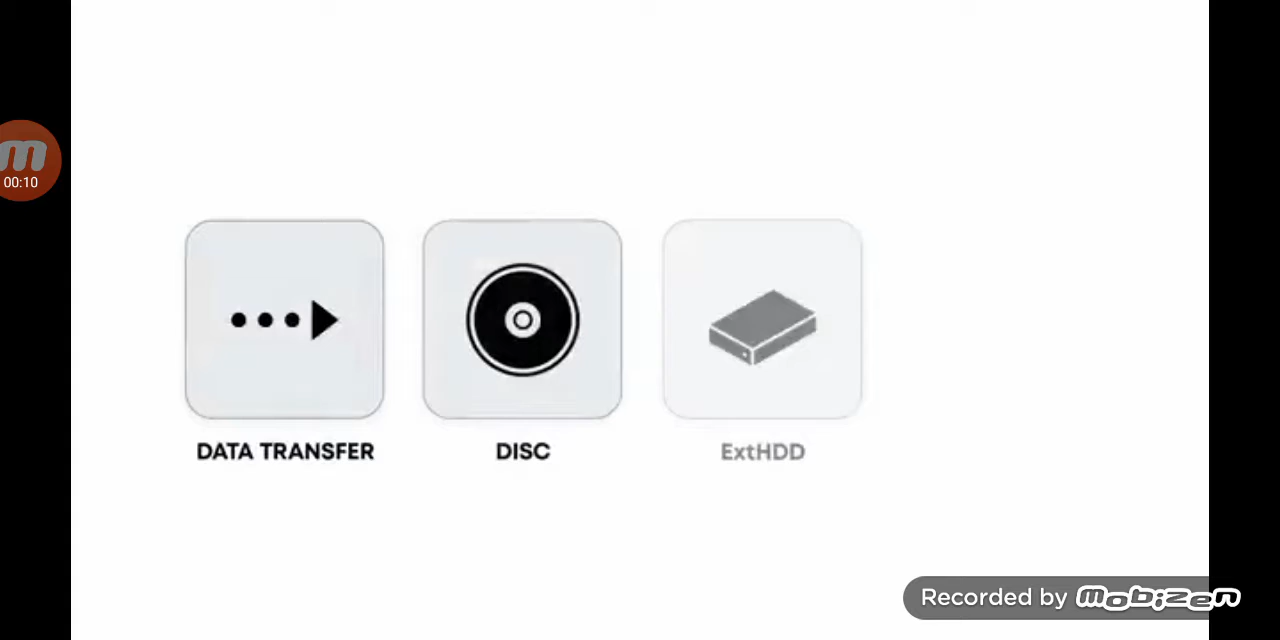 00:10
DATA TRANSFER
DISC
ExtHDD
Recorded by mobizen